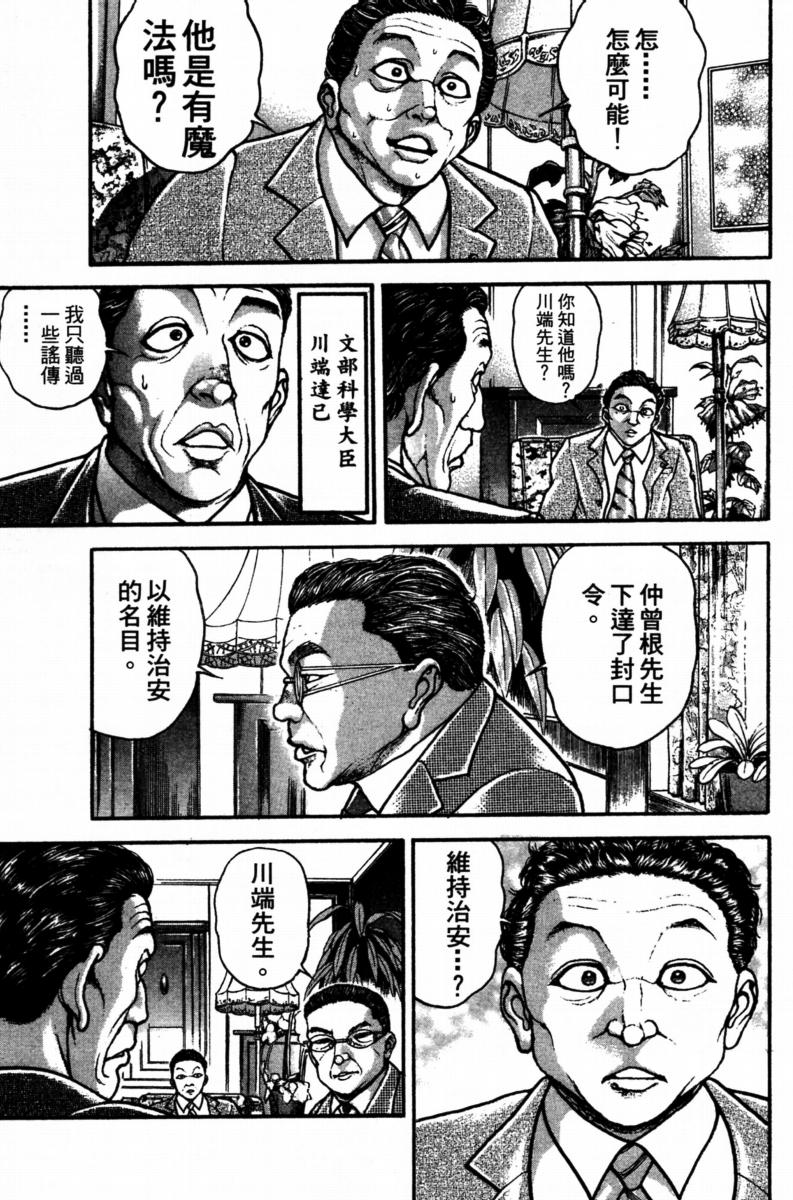 怎……
怎麼可能！
他是有魔
法嗎？
你知道他嗎？
川端先生？
文部科學大臣
川端達己
我只聽過
一些謠傳
……
仲曾根先生
下達了封口
令。
以維持治安
的名目。
維持治安…？
川端先生。